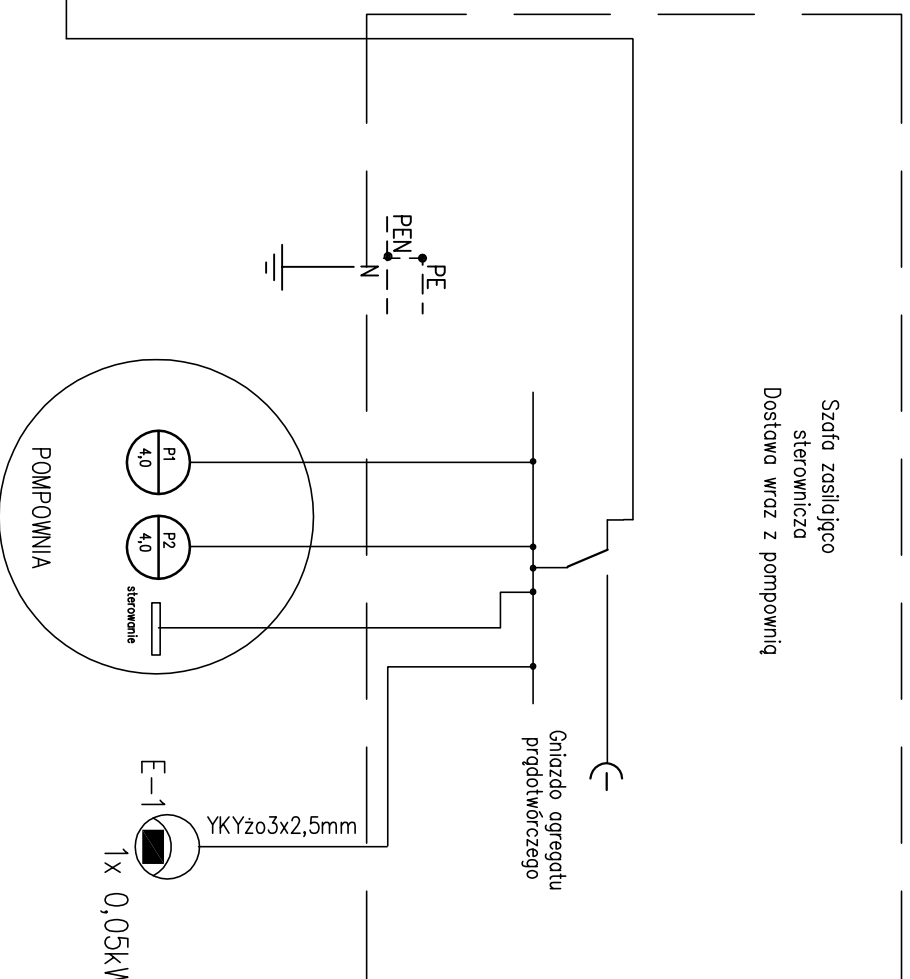 Szafa zasilająco
sterownicza
Dostawa wraz z pompownią
PEN
PE
N
P1
4,0
P2
4,0
sterowanie
POMPOWNIA
Gniazdo agregatu
prądotwórczego
YKYżo3x2,5mm
E-1
1x 0,05kW